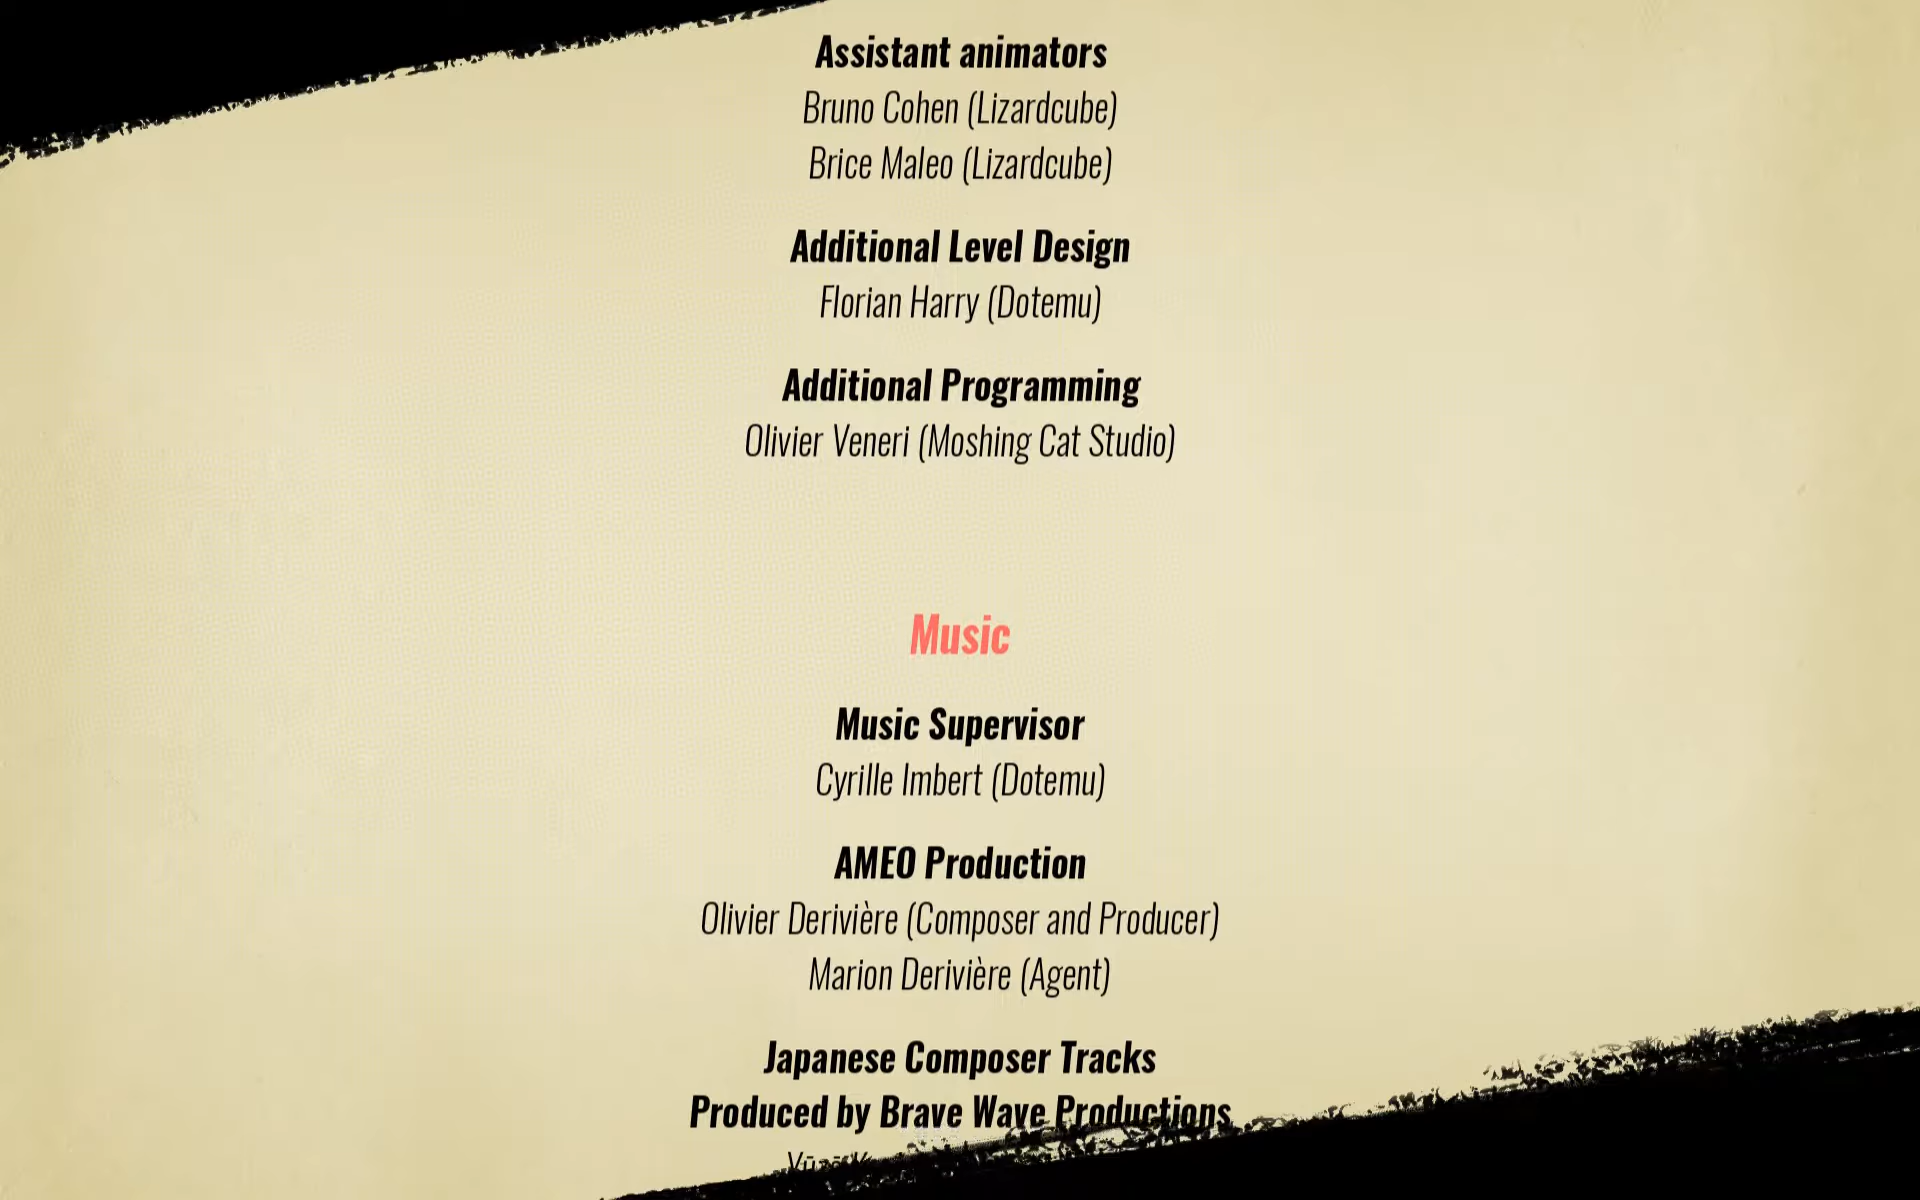 Assistant animators
Bruno Cohen (Lizardcube)
Brice Maleo (Lizardcube)
Additional Level Design
Florian Harry (Dotemu)
Additional Programming
Olivier Veneri (Moshing Cat Studio)
Music
Music Supervisor
Cyrille Imbert (Dotemu)
AMEO Production
Olivier Derivière (Composer and Producer)
Marion Derivière (Agent)
Japanese Composer Tracks
Produced by Brave Wave Productions